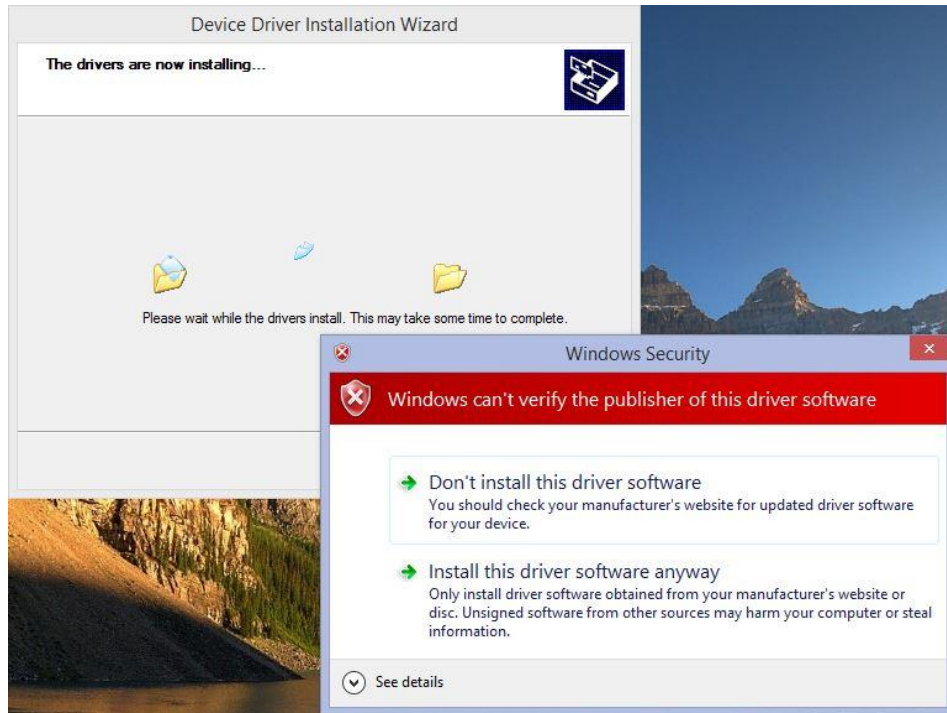 Device Driver Installation Wizard
The drivers are now installing...
Please wait while the drivers install. This may take some time to complete.
Windows Security
Windows can't verify the publisher of this driver software
Don't install this driver software
You should check your manufacturer's website for updated driver software
for your device.
Install this driver software anyway
Only install driver software obtained from your manufacturer's website or
disc. Unsigned software from other sources may harm your computer or steal
information.
See details